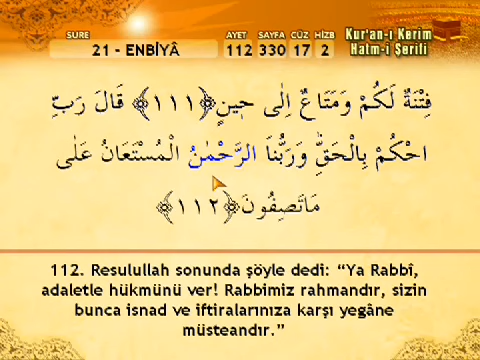 SURE AYET SAYFA CÜZ HİZB
21 - ENBİYÂ 112 330 17 2
Kur'an-ı Kerim
Hatm-i Şerifi
فِتْنَةٌ لَكُمْ وَمَتَاعٌ اِلٰى حٖينٍ ﴿١١١﴾ قَالَ رَبِّ
احْكُمْ بِالْحَقِّ وَرَبُّنَا الرَّحْمٰنُ الْمُسْتَعَانُ عَلٰى
مَاتَصِفُونَ ﴿١١٢﴾
112. Resulullah sonunda şöyle dedi: “Ya Rabbî,
adaletle hükmünü ver! Rabbimiz rahmandır, sizin
bunca isnad ve iftiralarınıza karşı yegâne
müsteandır.”